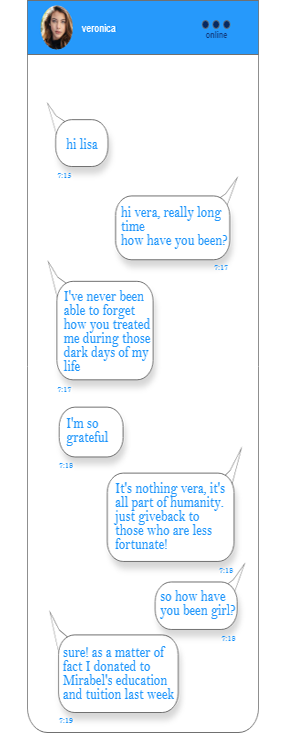 veronica
online
hi lisa
7:15
hi vera, really long
time
how have you been?
7:17
I've never been
able to forget
how you treated
me during those
dark days of my
life
7:17
I'm so
grateful
7:18
It's nothing vera, it's
all part of humanity.
just giveback to
those who are less
fortunate!
7:18
so how have
you been girl?
7:18
sure! as a matter of
fact I donated to
Mirabel's education
and tuition last week
7:19